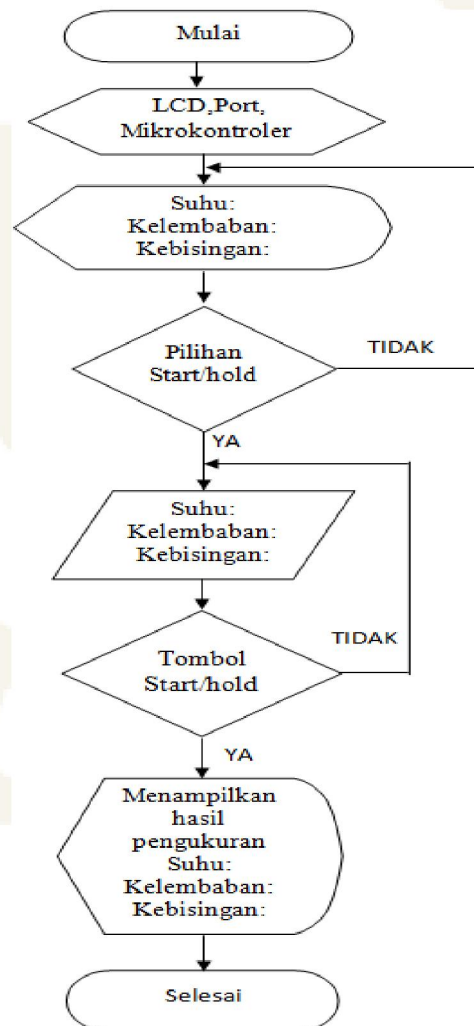 Mulai
LCD,Port,
Mikrokontroler
Suhu:
Kelembaban:
Kebisingan:
Pilihan
Start/hold
TIDAK
YA
Suhu:
Kelembaban:
Kebisingan:
Tombol
Start/hold
TIDAK
YA
Menampilkan
hasil
pengukuran
Suhu:
Kelembaban:
Kebisingan:
Selesai